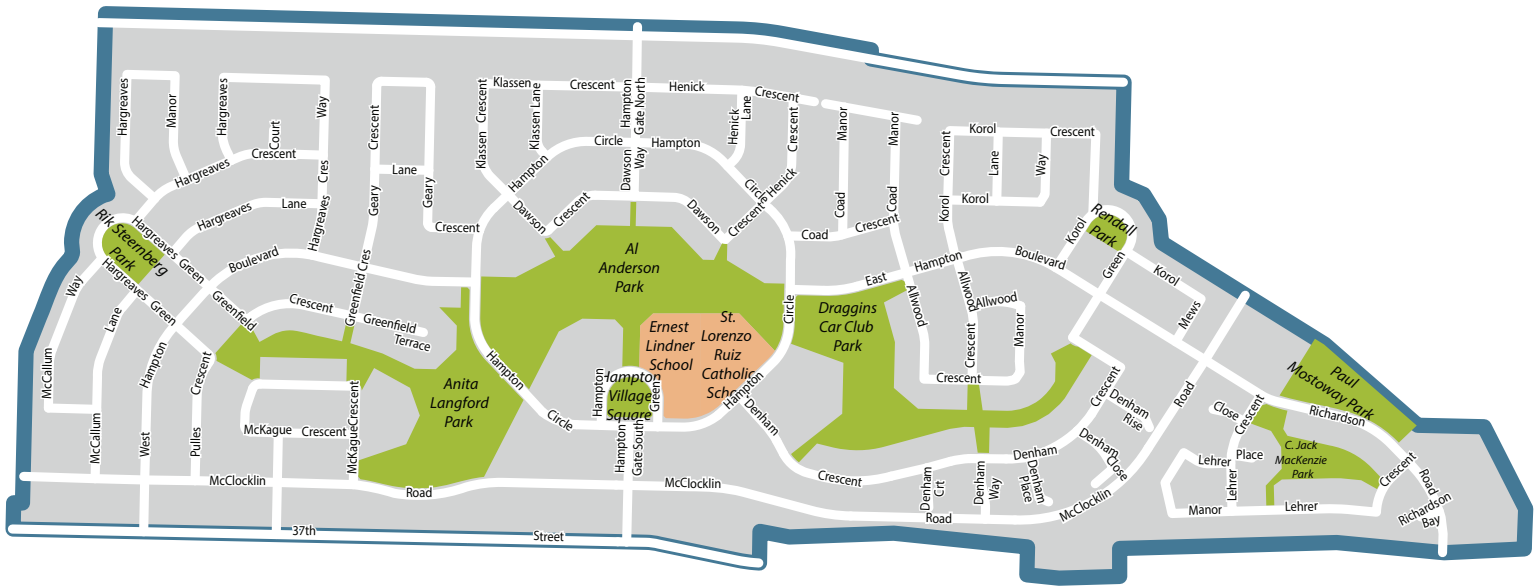 Klassen
Crescent
Hampton
Gate North
Henick
Crescent
Hargreaves
Manor
Hargreaves
Court
Crescent
Way
Cres
Hargreaves
Hargreaves
Crescent
Lane
Geary
Geary
Crescent
Klassen
Crescent
Klassen Lane
Hampton
Circle
Hampton
Dawson
Way
Henick
Lane
Crescent
Henick
Circle
Crescent
Manor
Coad
Manor
Coad
Coad
Crescent
Crescent
Korol
Korol
Crescent
Lane
Way
Korol
Korol
Rendall
Park
Green
Korol
Mews
Rik Steernberg
Park
Hargreaves
Green
Hargreaves
Green
Hargreaves
Lane
Boulevard
Way
McCallum
Lane
McCallum
Hampton
West
Greenfield
Crescent
Greenfield
Terrace
Greenfield Cres
Crescent
Pulles
McKague
Crescent
McKague
Crescent
Dawson
Crescent
Dawson
Al
Anderson
Park
Ernest
Lindner
School
St.
Lorenzo
Ruiz
Catholic
School
Hampton
Village
Square
Hampton
Green
Hampton
Gate South
Anita
Langford
Park
Hampton
Circle
Hampton
Circle
Draggins
Car Club
Park
East
Hampton
Boulevard
Allwood
Allwood
Crescent
Allwood
Manor
Crescent
Denham
Crescent
Denham
Crt
Denham
Way
Denham
Denham
Place
Denham
Close
Crescent
Denham
Rise
McClocklin
Road
McClocklin
Road
McClocklin
Road
37th
Street
Paul
Mostoway Park
Richardson
Road
Richardson
Bay
Close
Crescent
Lehrer
Place
Lehrer
Manor
Lehrer
Crescent
C. Jack
MacKenzie
Park